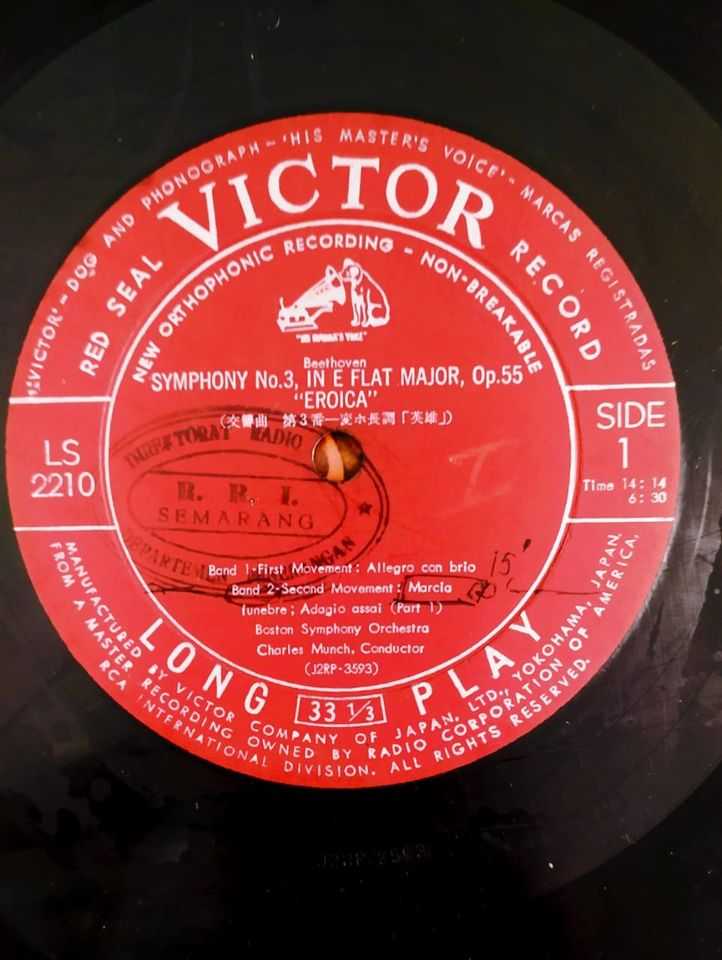 'VICTOR' - DOG AND PHONOGRAPH - 'HIS MASTER'S VOICE' - MARCAS REGISTRADAS
RED SEAL VICTOR RECORD
NEW ORTHOPHONIC RECORDING - NON-BREAKABLE
"HIS MASTER'S VOICE"
Beethoven
SYMPHONY No.3, IN E FLAT MAJOR, Op.55
"EROICA"
(交響曲 第3番―変ホ長調「英雄」)
LS
2210
SIDE
1
Time 14:14
6:30
RADIO
R. R. I.
SEMARANG
Band 1-First Movement: Allegro con brio 15'
Band 2-Second Movement: Marcia
funebre; Adagio assai (Part 1)
Boston Symphony Orchestra
Charles Munch, Conductor
(J2RP-3593)
LONG 33 1/3 PLAY
MANUFACTURED BY VICTOR COMPANY OF JAPAN, LTD., YOKOHAMA, JAPAN,
FROM A MASTER RECORDING OWNED BY RADIO CORPORATION OF AMERICA.
RCA INTERNATIONAL DIVISION. ALL RIGHTS RESERVED.